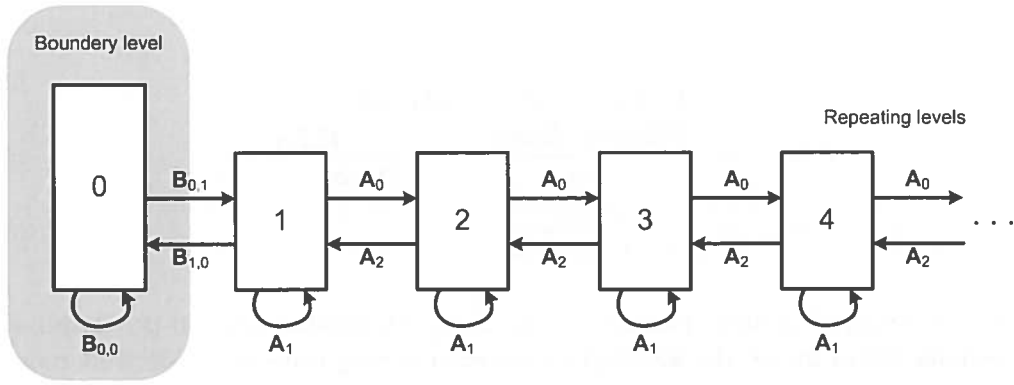 Boundery level
Repeating levels
0 B0,1 1 A0 2 A0 3 A0 4 A0 . . .
B1,0 A2 A2 A2 A2
B0,0 A1 A1 A1 A1